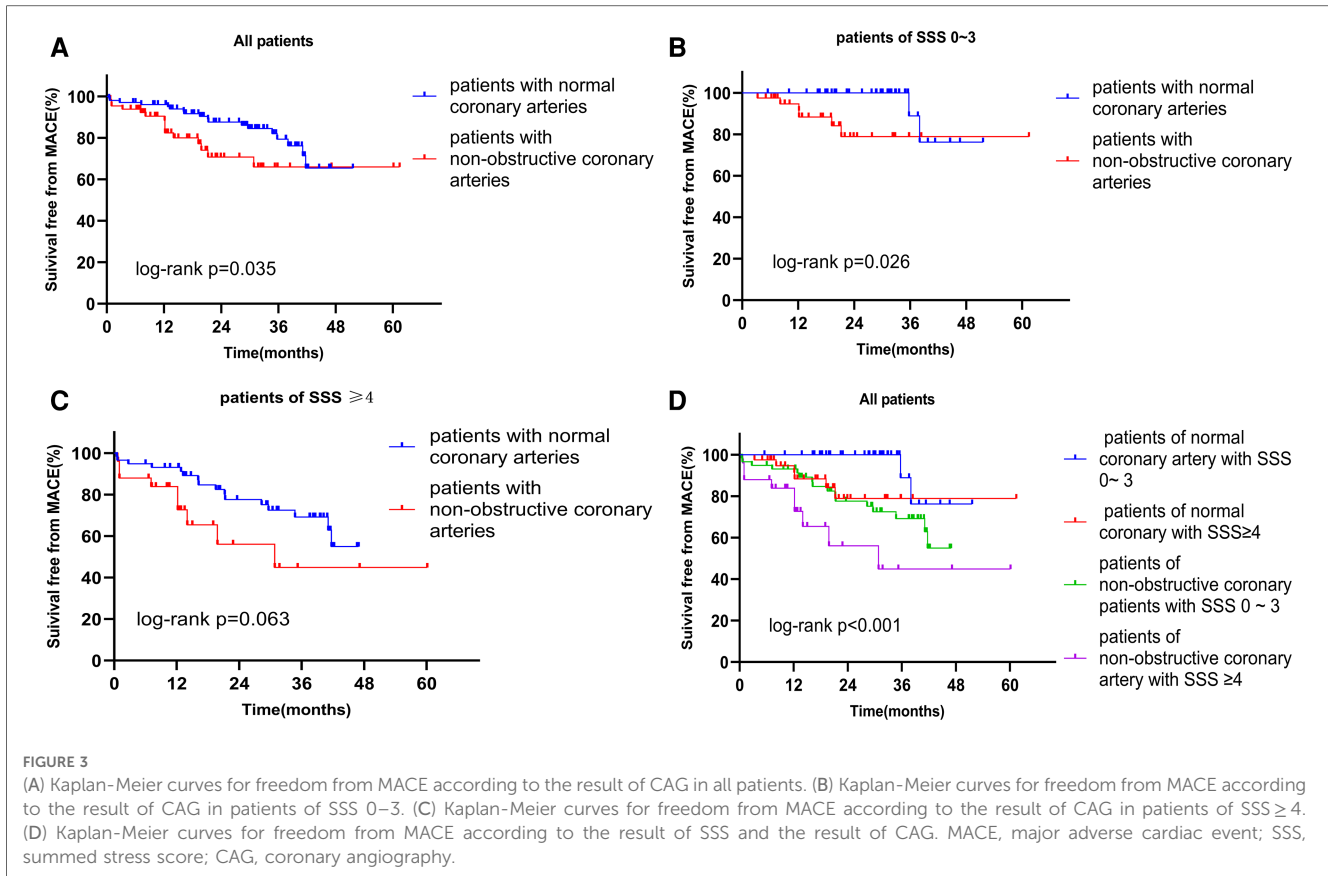 A
All patients
Suivival free from MACE(%)
100
80
60
40
20
0
0 12 24 36 48 60
Time(months)
log-rank p=0.035
patients with normal
coronary arteries
patients with
non-obstructive coronary
arteries
B
patients of SSS 0~3
Suivival free from MACE(%)
100
80
60
40
20
0
0 12 24 36 48 60
Time(months)
log-rank p=0.026
patients with normal
coronary arteries
patients with
non-obstructive coronary
arteries
C
patients of SSS ⩾4
Suivival free from MACE(%)
100
80
60
40
20
0
0 12 24 36 48 60
Time(months)
log-rank p=0.063
patients with normal
coronary arteries
patients with
non-obstructive coronary
arteries
D
All patients
Suivival free from MACE(%)
100
80
60
40
20
0
0 12 24 36 48 60
Time(months)
log-rank p<0.001
patients of normal
coronary artery with SSS
0~ 3
patients of normal
coronary with SSS≥4
patients of
non-obstructive coronary
patients with SSS 0 ~ 3
patients of
non-obstructive coronary
artery with SSS ≥4
FIGURE 3
(A) Kaplan-Meier curves for freedom from MACE according to the result of CAG in all patients. (B) Kaplan-Meier curves for freedom from MACE according
to the result of CAG in patients of SSS 0–3. (C) Kaplan-Meier curves for freedom from MACE according to the result of CAG in patients of SSS ≥ 4.
(D) Kaplan-Meier curves for freedom from MACE according to the result of SSS and the result of CAG. MACE, major adverse cardiac event; SSS,
summed stress score; CAG, coronary angiography.